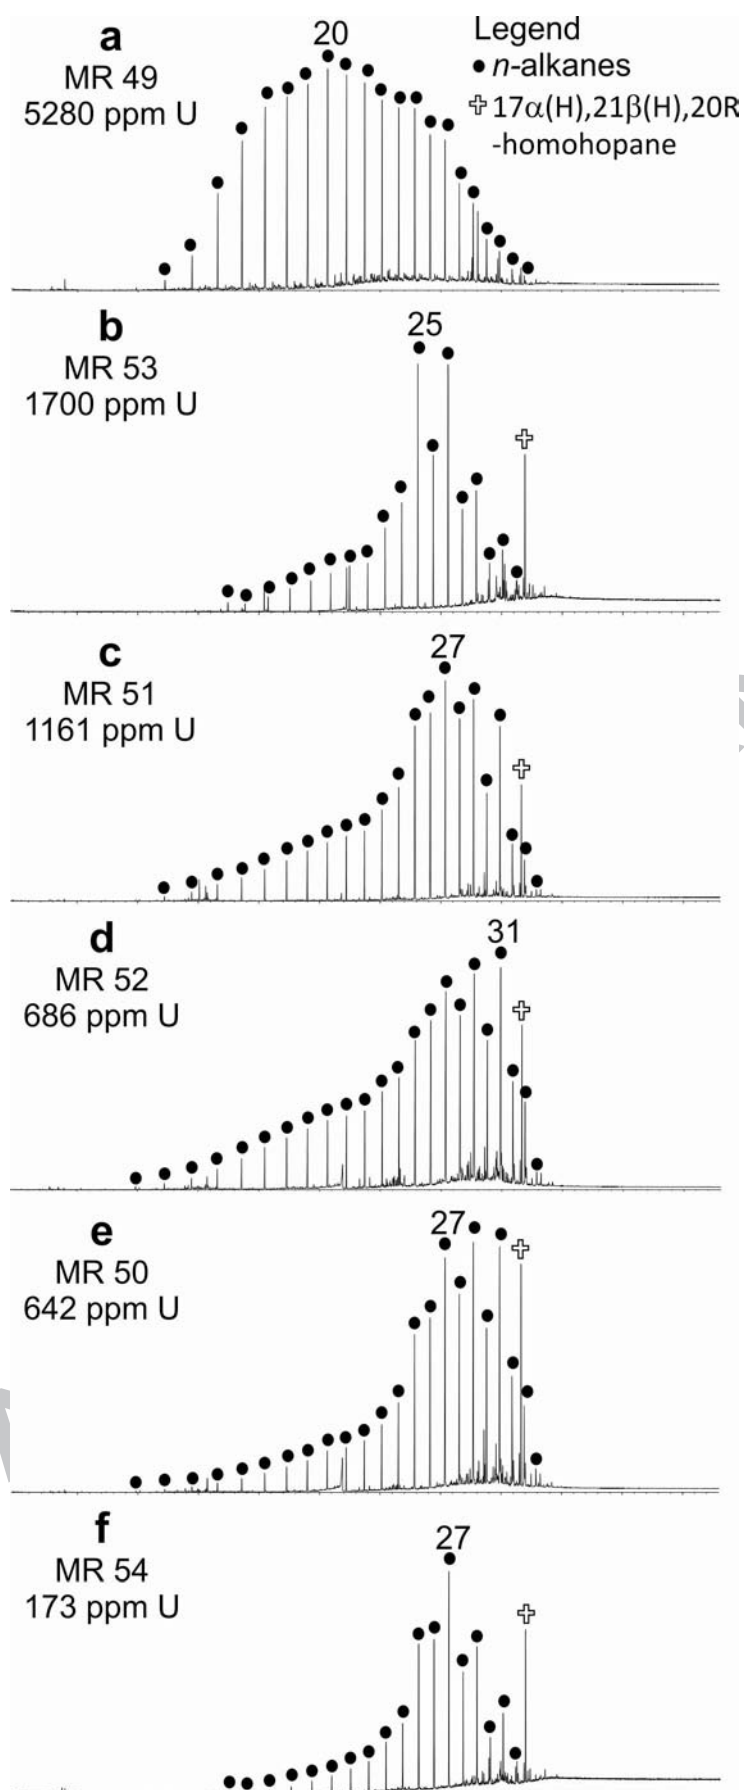 a
MR 49
5280 ppm U
20
Legend
n-alkanes
17α(H),21β(H),20R
-homohopane
b
MR 53
1700 ppm U
25
c
MR 51
1161 ppm U
27
d
MR 52
686 ppm U
31
e
MR 50
642 ppm U
27
f
MR 54
173 ppm U
27